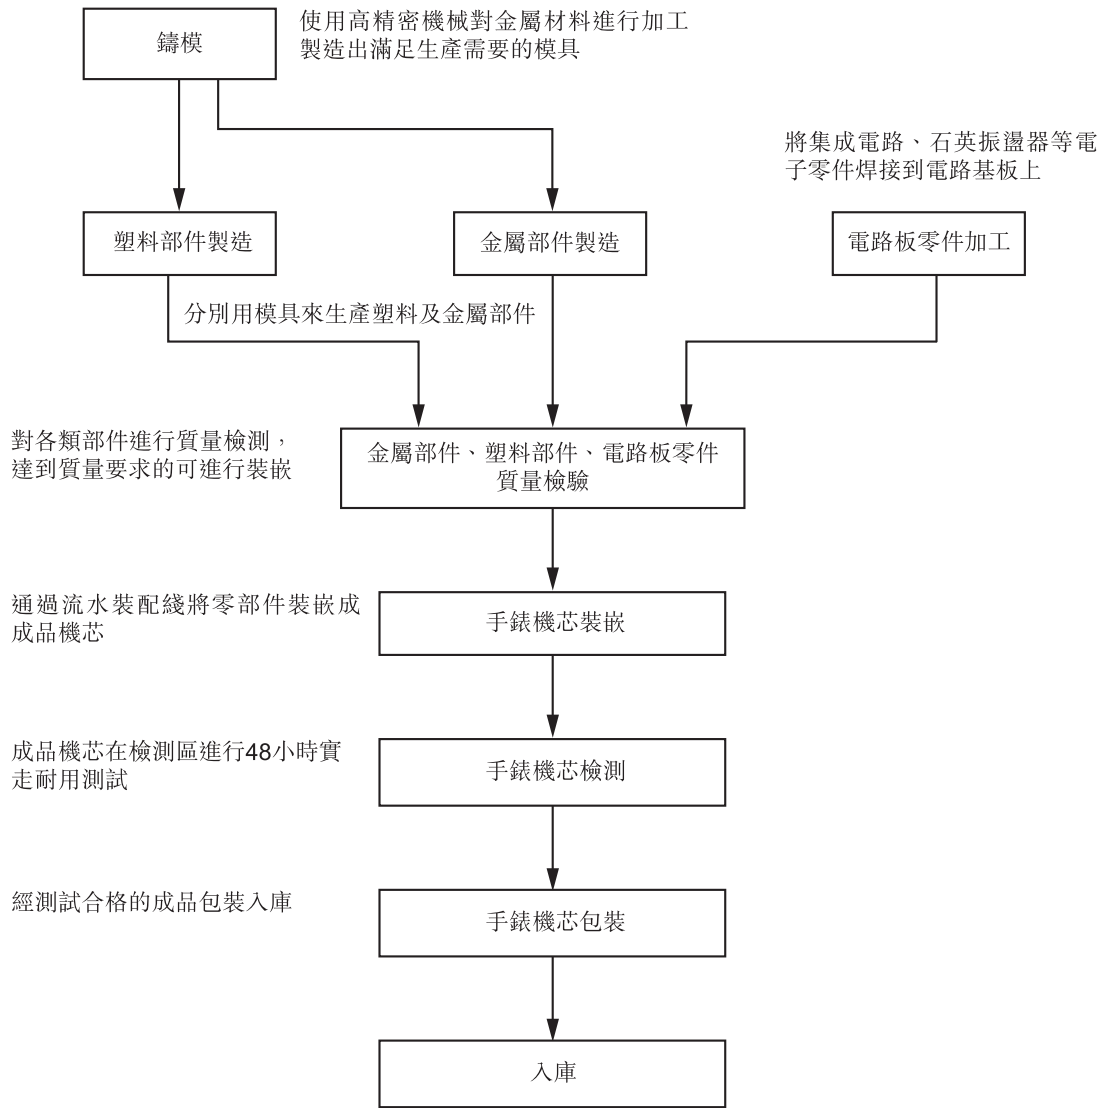 鑄模
使用高精密機械對金屬材料進行加工
製造出滿足生產需要的模具
將集成電路、石英振盪器等電
子零件焊接到電路基板上
塑料部件製造
金屬部件製造
電路板零件加工
分別用模具來生產塑料及金屬部件
對各類部件進行質量檢測，
達到質量要求的可進行裝嵌
金屬部件、塑料部件、電路板零件
質量檢驗
通過流水裝配綫將零部件裝嵌成
成品機芯
手錶機芯裝嵌
成品機芯在檢測區進行48小時實
走耐用測試
手錶機芯檢測
經測試合格的成品包裝入庫
手錶機芯包裝
入庫